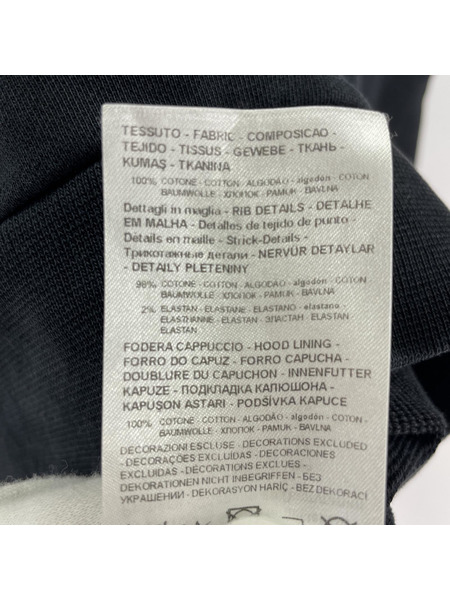 TESSUTO - FABRIC - COMPOSICAO -
TEJIDO - TISSUS - GEWEBE - ТКАНЬ -
KUMAŞ - TKANINA
100% COTONE - COTTON - ALGODÃO - algodón - COTON -
BAUMWOLLE - ХЛОПОК - PAMUK - BAVLNA
Dettagli in maglia - RIB DETAILS - DETALHE
EM MALHA - Detalles de tejido de punto -
Détails en maille - Strick-Details -
Трикотажные детали - NERVÜR DETAYLAR
- DETAILY PLETENINY
98% COTONE - COTTON - ALGODÃO - algodón - COTON -
BAUMWOLLE - ХЛОПОК - PAMUK - BAVLNA
2% ELASTAN - ELASTANE - ELASTANO - elastano -
ELASTHANNE - ELASTAN - ЭЛАСТАН - ELASTAN
ELASTAN
FODERA CAPPUCCIO - HOOD LINING -
FORRO DO CAPUZ - FORRO CAPUCHA -
DOUBLURE DU CAPUCHON - INNENFUTTER
KAPUZE - ПОДКЛАДКА КАПЮШОНА -
KAPUŞON ASTARI - PODŠÍVKA KAPUCE
100% COTONE - COTTON - ALGODÃO - algodón - COTON -
BAUMWOLLE - ХЛОПОК - PAMUK - BAVLNA
DECORAZIONI ESCLUSE - DECORATIONS EXCLUDED
- DECORAÇÕES EXCLUÍDAS - DECORACIONES
EXCLUIDAS - DÉCORATIONS EXCLUES -
DEKORATIONEN NICHT INBEGRIFFEN - БЕЗ
УКРАШЕНИЙ - DEKORASYON HARİÇ - BEZ DEKORACÍ